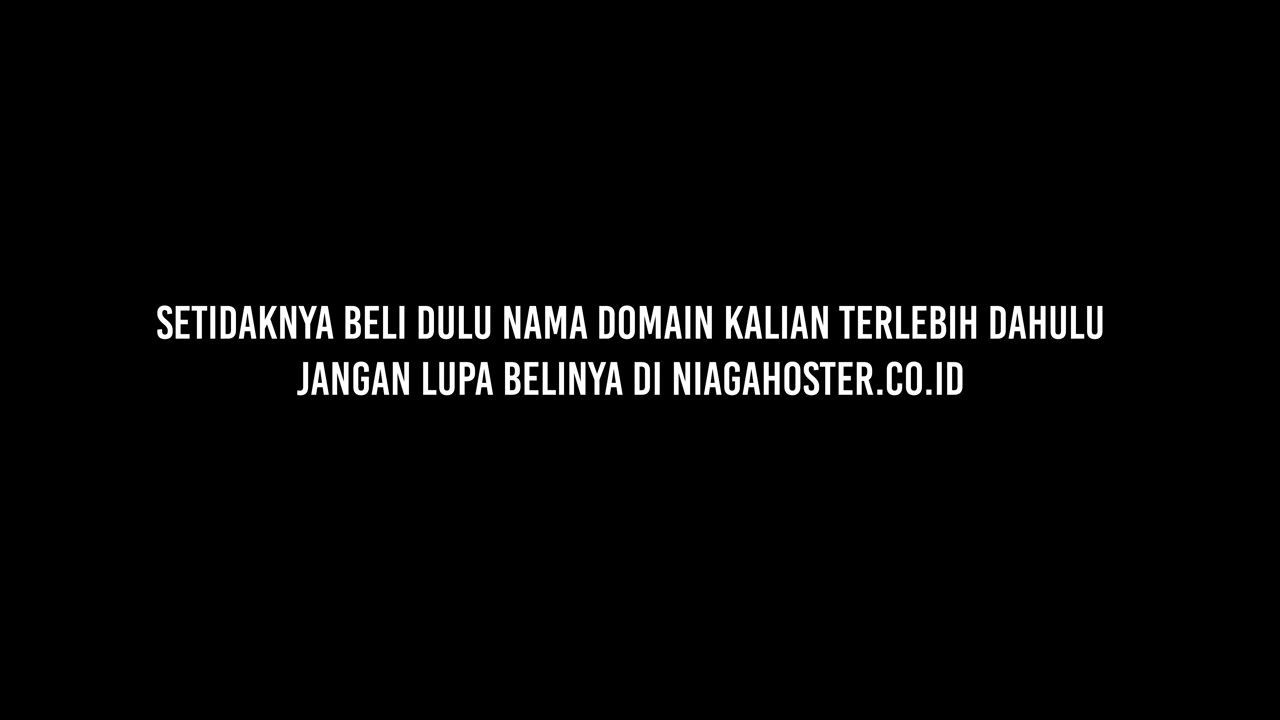 SETIDAKNYA BELI DULU NAMA DOMAIN KALIAN TERLEBIH DAHULU
JANGAN LUPA BELINYA DI NIAGAHOSTER.CO.ID